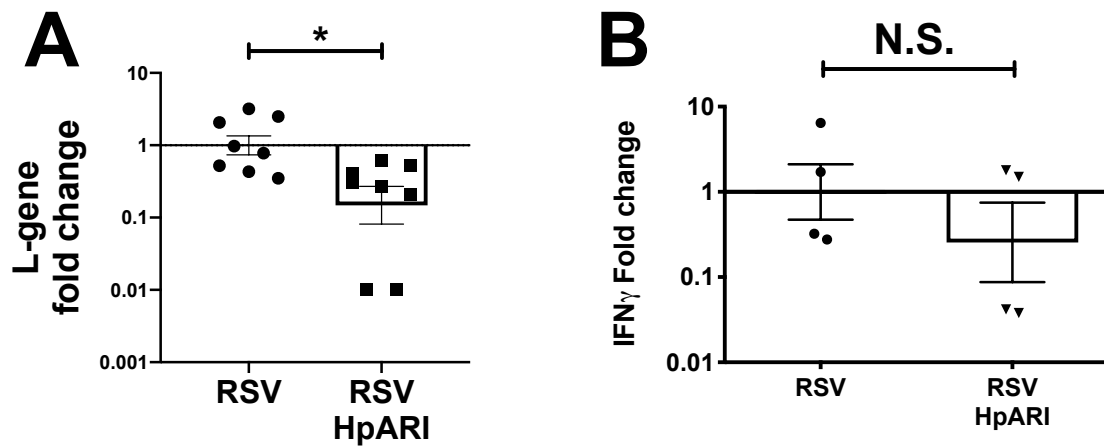 A
*
10
1
0.1
0.01
0.001
L-gene
fold change
RSV
RSV
HpARI
B
N.S.
10
1
0.1
0.01
IFNγ Fold change
RSV
RSV
HpARI